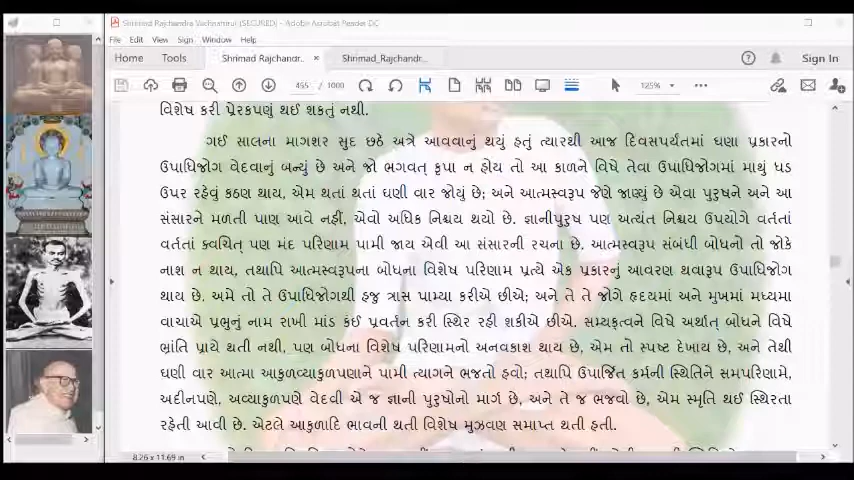 Shrimad Rajchandra Vachnamrut (SECURED) - Adobe Acrobat Reader DC
File Edit View Sign Window Help
Home Tools Shrimad Rajchandr... × Shrimad_Rajchandr... Sign In
455 / 1000 125%
વિશેષ કરી પ્રેરકપણું થઈ શકતું નથી.
ગઈ સાલના માગશર સુદ છઠે અત્રે આવવાનું થયું હતું ત્યારથી આજ દિવસપર્યંતમાં ઘણા પ્રકારનો
ઉપાધિજોગ વેદવાનું બન્યું છે અને જો ભગવત્ કૃપા ન હોય તો આ કાળને વિષે તેવા ઉપાધિજોગમાં માથું ધડ
ઉપર રહેવું કઠણ થાય, એમ થતાં થતાં ઘણી વાર જોયું છે; અને આત્મસ્વરૂપ જેણે જાણ્યું છે એવા પુરુષને અને આ
સંસારને મળતી પાણ આવે નહીં, એવો અધિક નિશ્ચય થયો છે. જ્ઞાનીપુરુષ પણ અત્યંત નિશ્ચય ઉપયોગે વર્તતાં
વર્તતાં ક્વચિત્ પણ મંદ પરિણામ પામી જાય એવી આ સંસારની રચના છે. આત્મસ્વરૂપ સંબંધી બોધનો તો જોકે
નાશ ન થાય, તથાપિ આત્મસ્વરૂપના બોધના વિશેષ પરિણામ પ્રત્યે એક પ્રકારનું આવરણ થવારૂપ ઉપાધિજોગ
થાય છે. અમે તો તે ઉપાધિજોગથી હજુ ત્રાસ પામ્યા કરીએ છીએ; અને તે તે જોગે હૃદયમાં અને મુખમાં મધ્યમા
વાચાએ પ્રભુનું નામ રાખી માંડ કંઈ પ્રવર્તન કરી સ્થિર રહી શકીએ છીએ. સમ્યક્ત્વને વિષે અર્થાત્ બોધને વિષે
ભ્રાંતિ પ્રાયે થતી નથી, પણ બોધના વિશેષ પરિણામનો અનવકાશ થાય છે, એમ તો સ્પષ્ટ દેખાય છે, અને તેથી
ઘણી વાર આત્મા આકુળવ્યાકુળપણાને પામી ત્યાગને ભજતો હવો; તથાપિ ઉપાર્જિત કર્મની સ્થિતિને સમપરિણામે,
અદીનપણે, અવ્યાકુળપણે વેદવી એ જ જ્ઞાની પુરુષોનો માર્ગ છે, અને તે જ ભજવો છે, એમ સ્મૃતિ થઈ સ્થિરતા
રહેતી આવી છે. એટલે આકુળાદિ ભાવની થતી વિશેષ મુઝવણ સમાપ્ત થતી હતી.
8.26 x 11.69 in